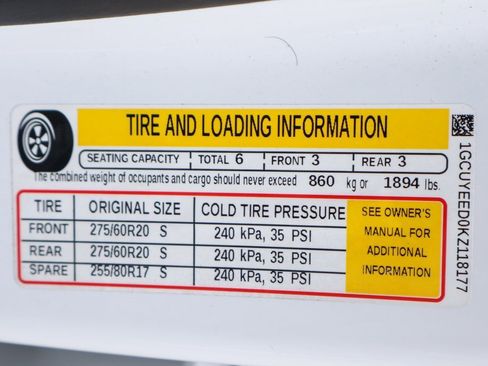 TIRE AND LOADING INFORMATION
SEATING CAPACITY TOTAL 6 FRONT 3 REAR 3
The combined weight of occupants and cargo should never exceed 860 kg or 1894 lbs.
TIRE ORIGINAL SIZE COLD TIRE PRESSURE
FRONT 275/60R20 S 240 kPa, 35 PSI
REAR 275/60R20 S 240 kPa, 35 PSI
SPARE 255/80R17 S 240 kPa, 35 PSI
SEE OWNER'S
MANUAL FOR
ADDITIONAL
INFORMATION
1GCUYEED0KZ118177